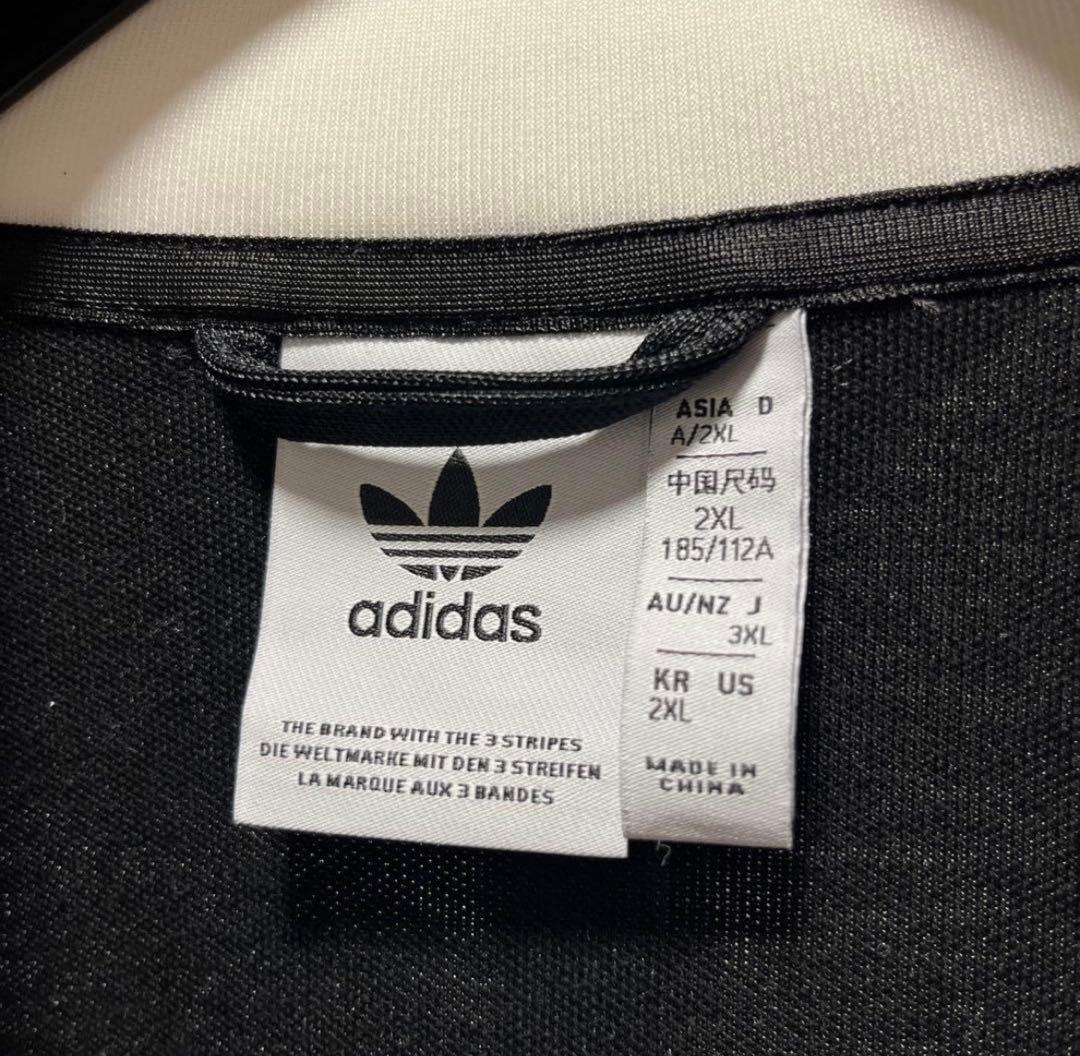 adidas
THE BRAND WITH THE 3 STRIPES
DIE WELTMARKE MIT DEN 3 STREIFEN
LA MARQUE AUX 3 BANDES
ASIA D
A/2XL
中国尺码
2XL
185/112A
AU/NZ J
3XL
KR US
2XL
MADE IN
CHINA